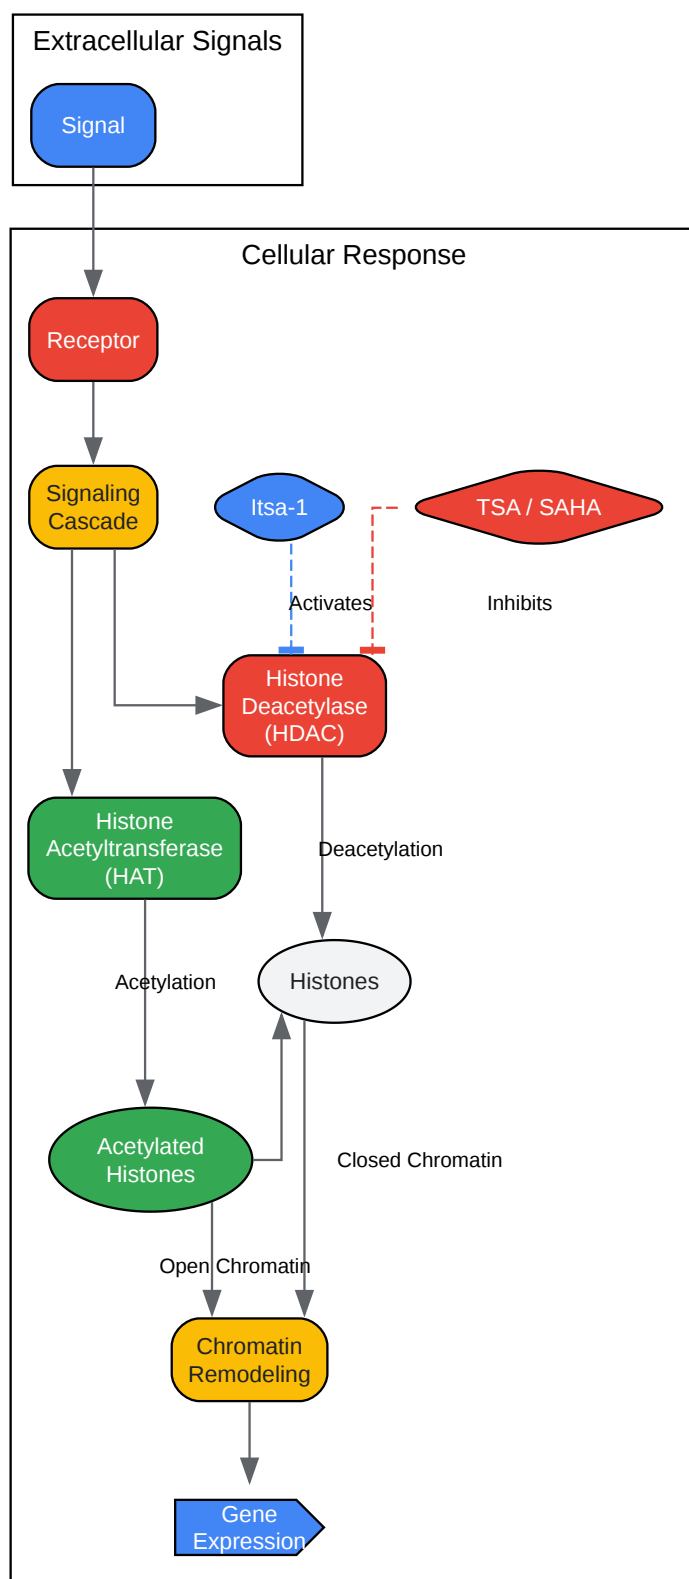 Extracellular Signals
Signal
Cellular Response
Receptor
Signaling
Cascade
Itsa-1
TSA / SAHA
Activates
Inhibits
Histone
Deacetylase
(HDAC)
Histone
Acetyltransferase
(HAT)
Deacetylation
Acetylation
Histones
Acetylated
Histones
Closed Chromatin
Open Chromatin
Chromatin
Remodeling
Gene
Expression